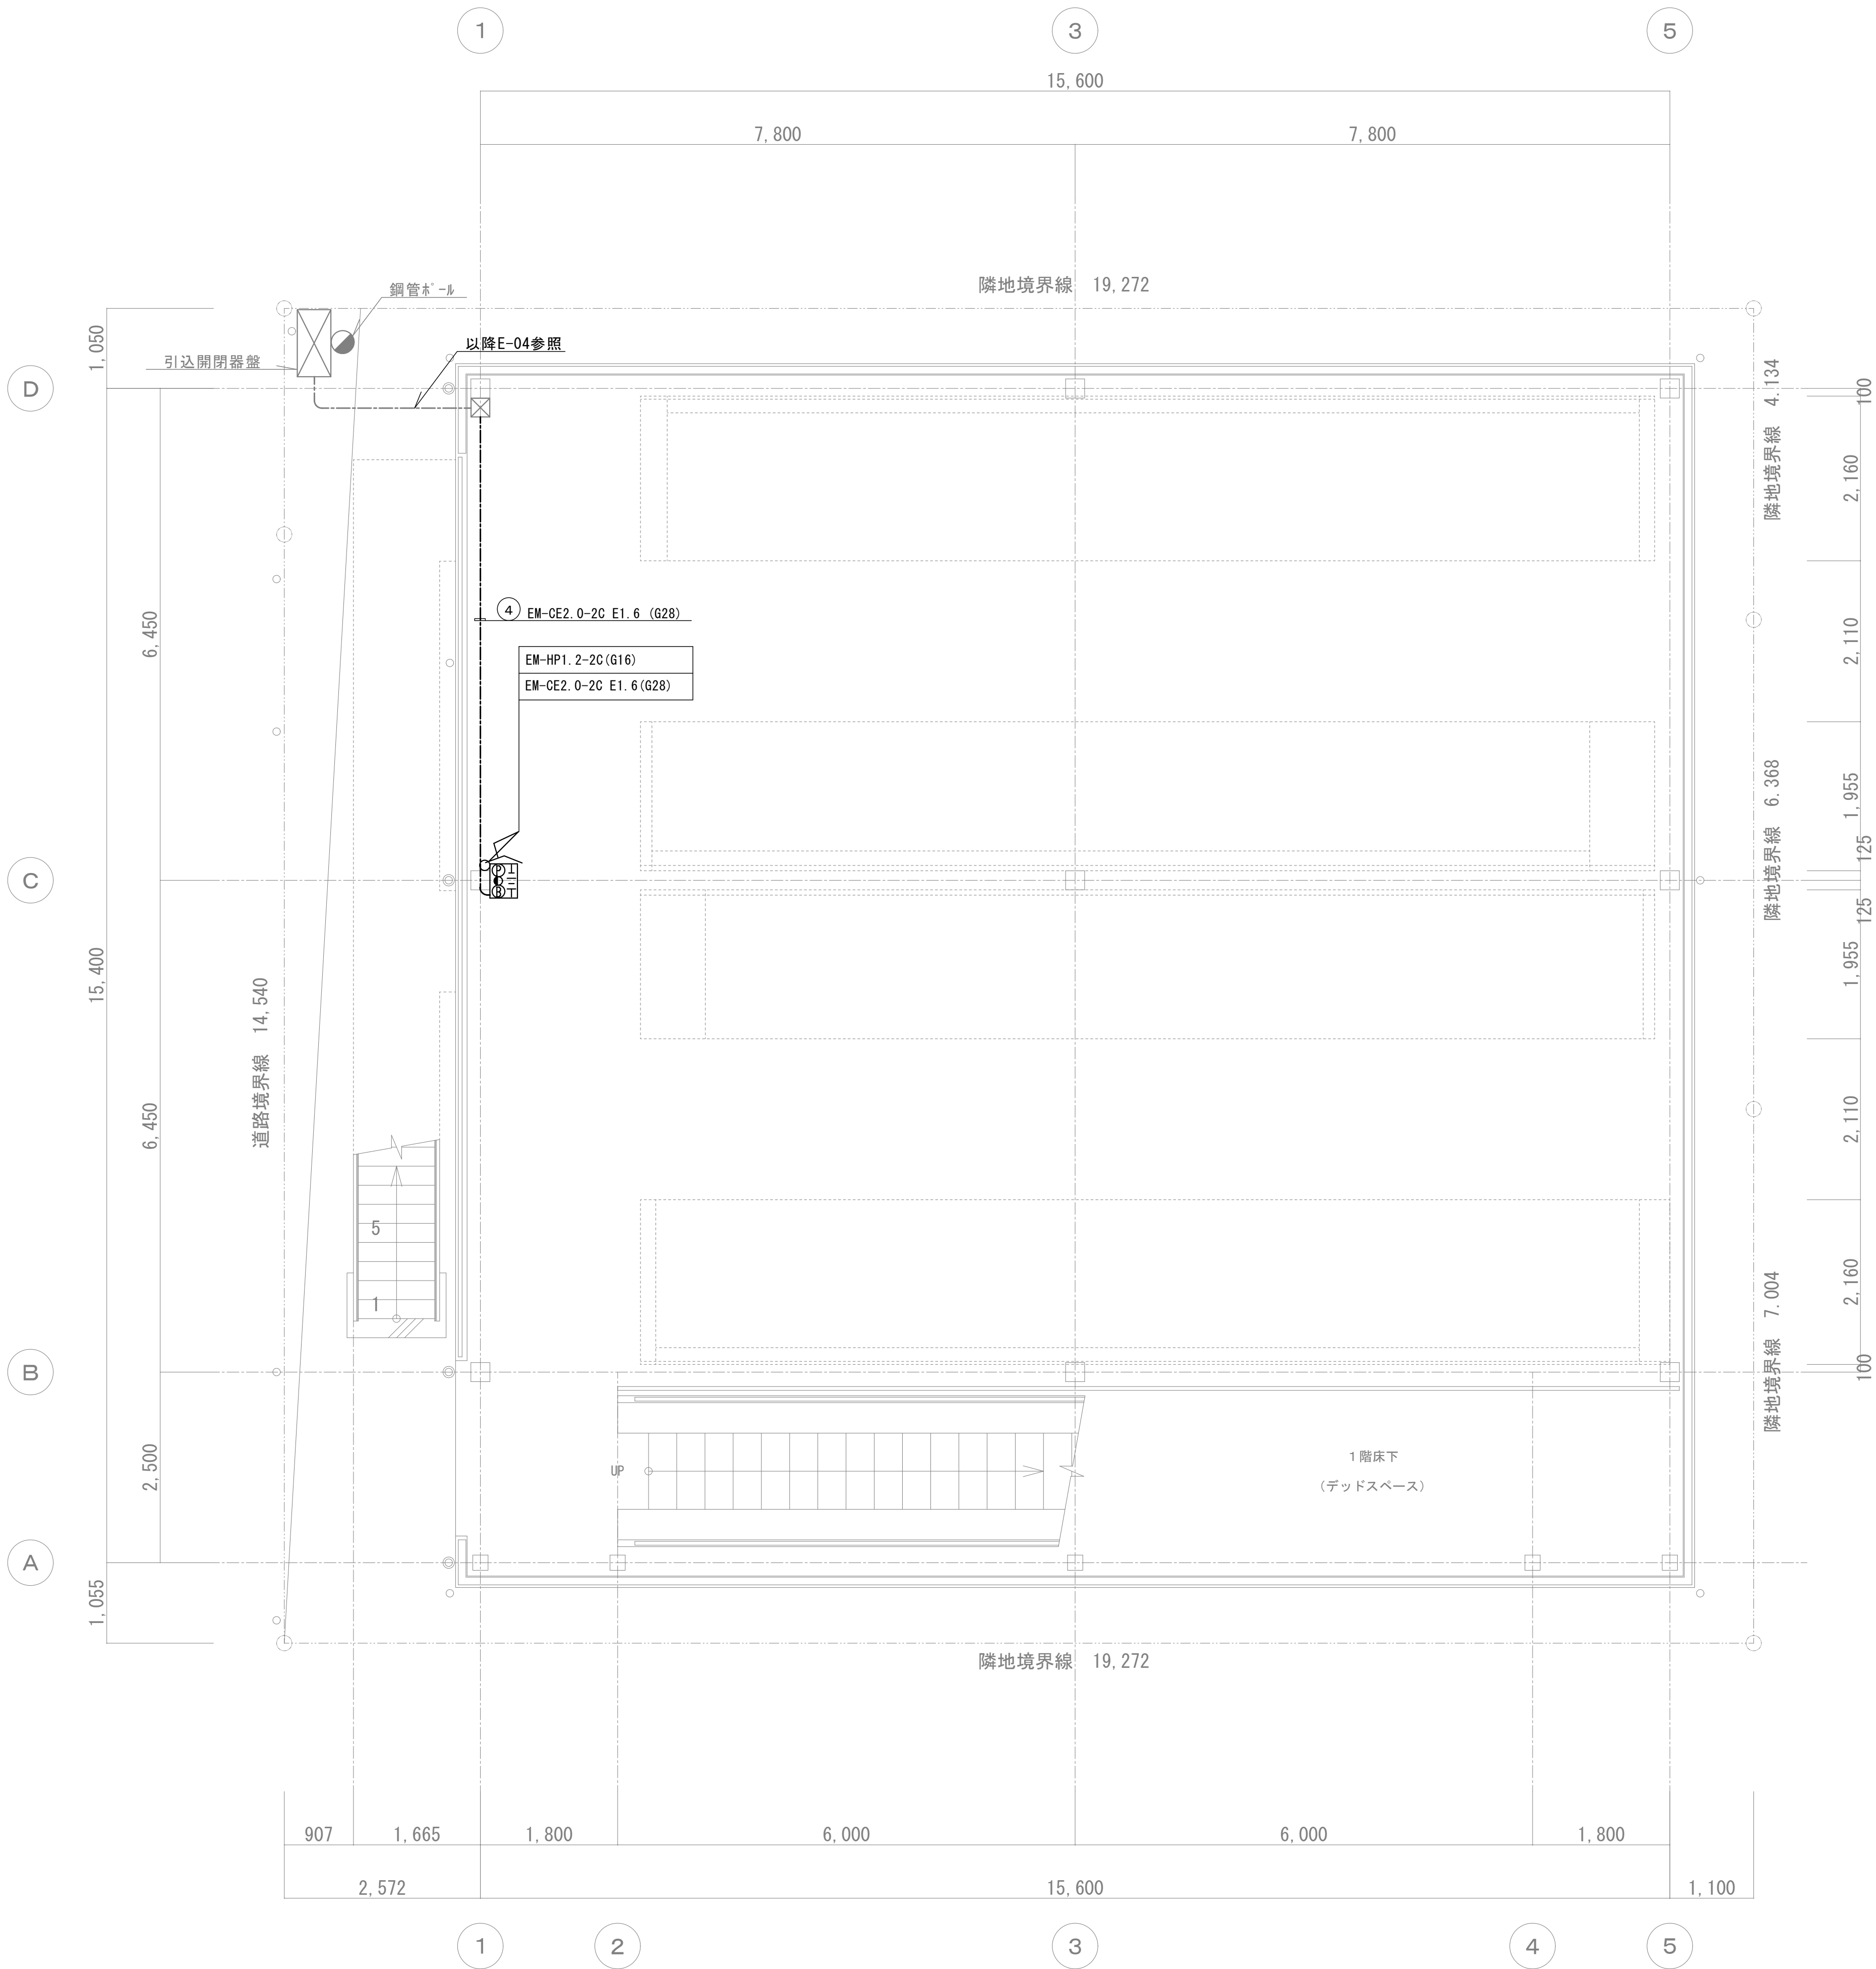 1 3 5
15,600
7,800 7,800
隣地境界線 19,272
鋼管ポール
1,050
以降E-04参照
引込開閉器盤
隣地境界線 4.134
D
100
2,160
④ EM-CE2.0-2C E1.6 (G28)
6,450
2,110
EM-HP1.2-2C(G16)
EM-CE2.0-2C E1.6(G28)
隣地境界線 6.368
1,955
125
P
B
C
125
15,400
道路境界線 14,540
1,955
6,450
2,110
5
1
隣地境界線 7.004
2,160
B
100
2,500
UP
1階床下
(デッドスペース)
A
1,055
隣地境界線 19,272
907 1,665 1,800 6,000 6,000 1,800
2,572 15,600 1,100
1 2 3 4 5